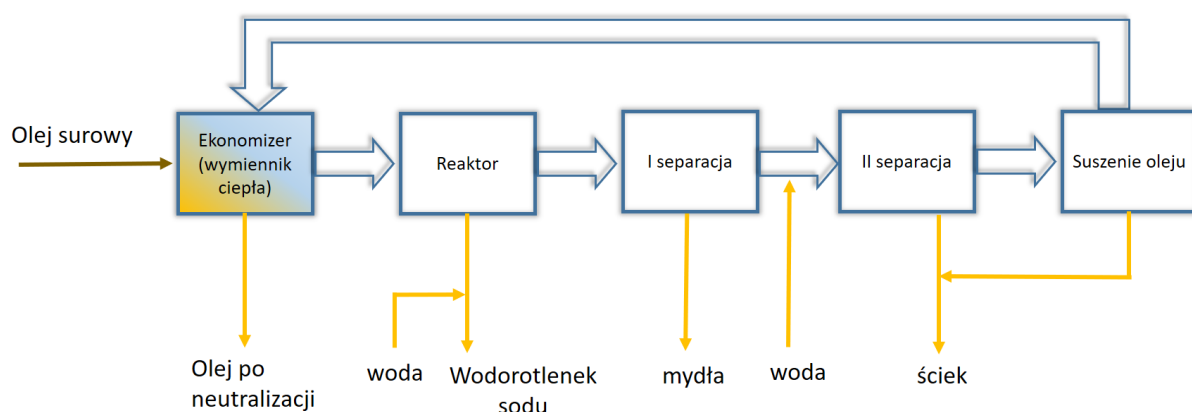 Olej surowy
Ekonomizer
(wymiennik
ciepła)
Reaktor
I separacja
II separacja
Suszenie oleju
Olej po
neutralizacji
woda
Wodorotlenek
sodu
mydła
woda
ściek